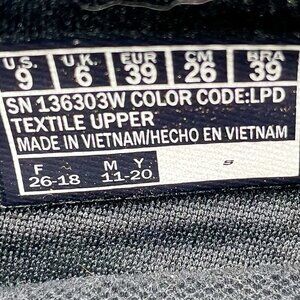 U.S. U.K. EUR CM BRA
9 6 39 26 39
SN 136303W COLOR CODE:LPD
TEXTILE UPPER
MADE IN VIETNAM/HECHO EN VIETNAM
F M Y
26-18 11-20 S